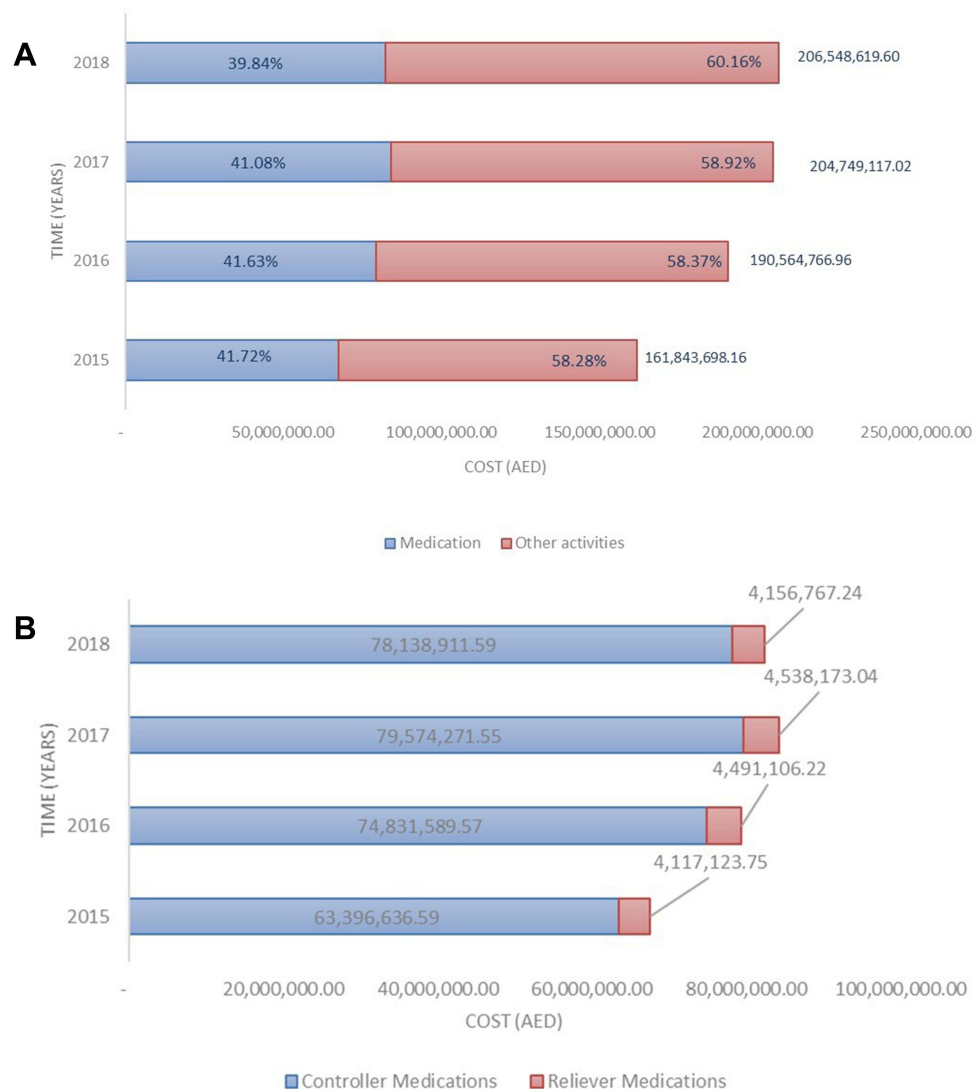 A
2018 39.84% 60.16% 206,548,619.60
2017 41.08% 58.92% 204,749,117.02
2016 41.63% 58.37% 190,564,766.96
2015 41.72% 58.28% 161,843,698.16
TIME (YEARS)
- 50,000,000.00 100,000,000.00 150,000,000.00 200,000,000.00 250,000,000.00
COST (AED)
Medication Other activities
B
4,156,767.24
2018 78,138,911.59
4,538,173.04
2017 79,574,271.55
4,491,106.22
2016 74,831,589.57
4,117,123.75
2015 63,396,636.59
TIME (YEARS)
- 20,000,000.00 40,000,000.00 60,000,000.00 80,000,000.00 100,000,000.00
COST (AED)
Controller Medications Reliever Medications